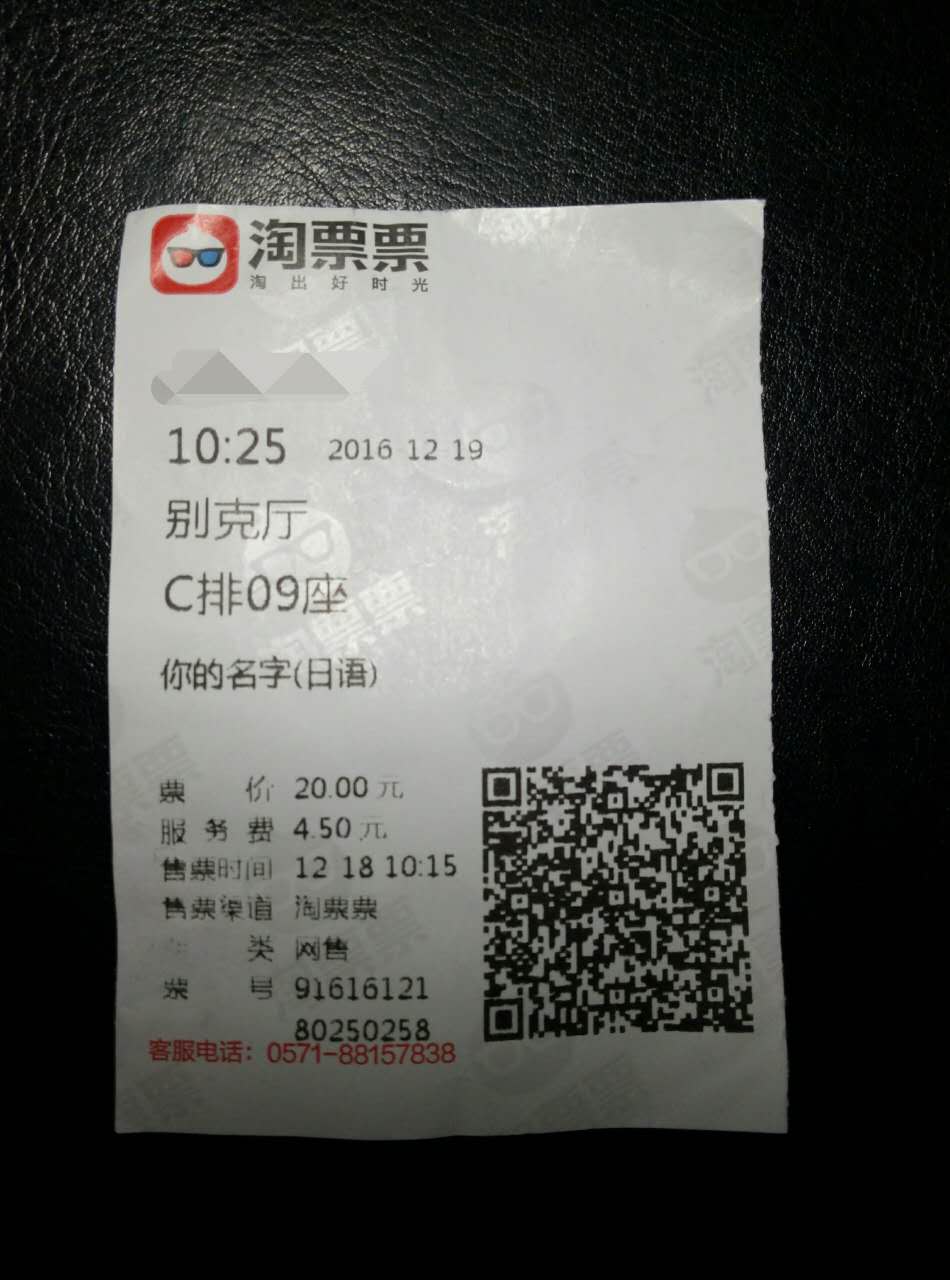 淘票票
淘出好时光
10:25 2016 12 19
别克厅
C排09座
你的名字(日语)
票 价 20.00 元
服务费 4.50 元
售票时间 12 18 10:15
售票渠道 淘票票
类 网售
票 号 91616121
80250258
客服电话：0571-88157838